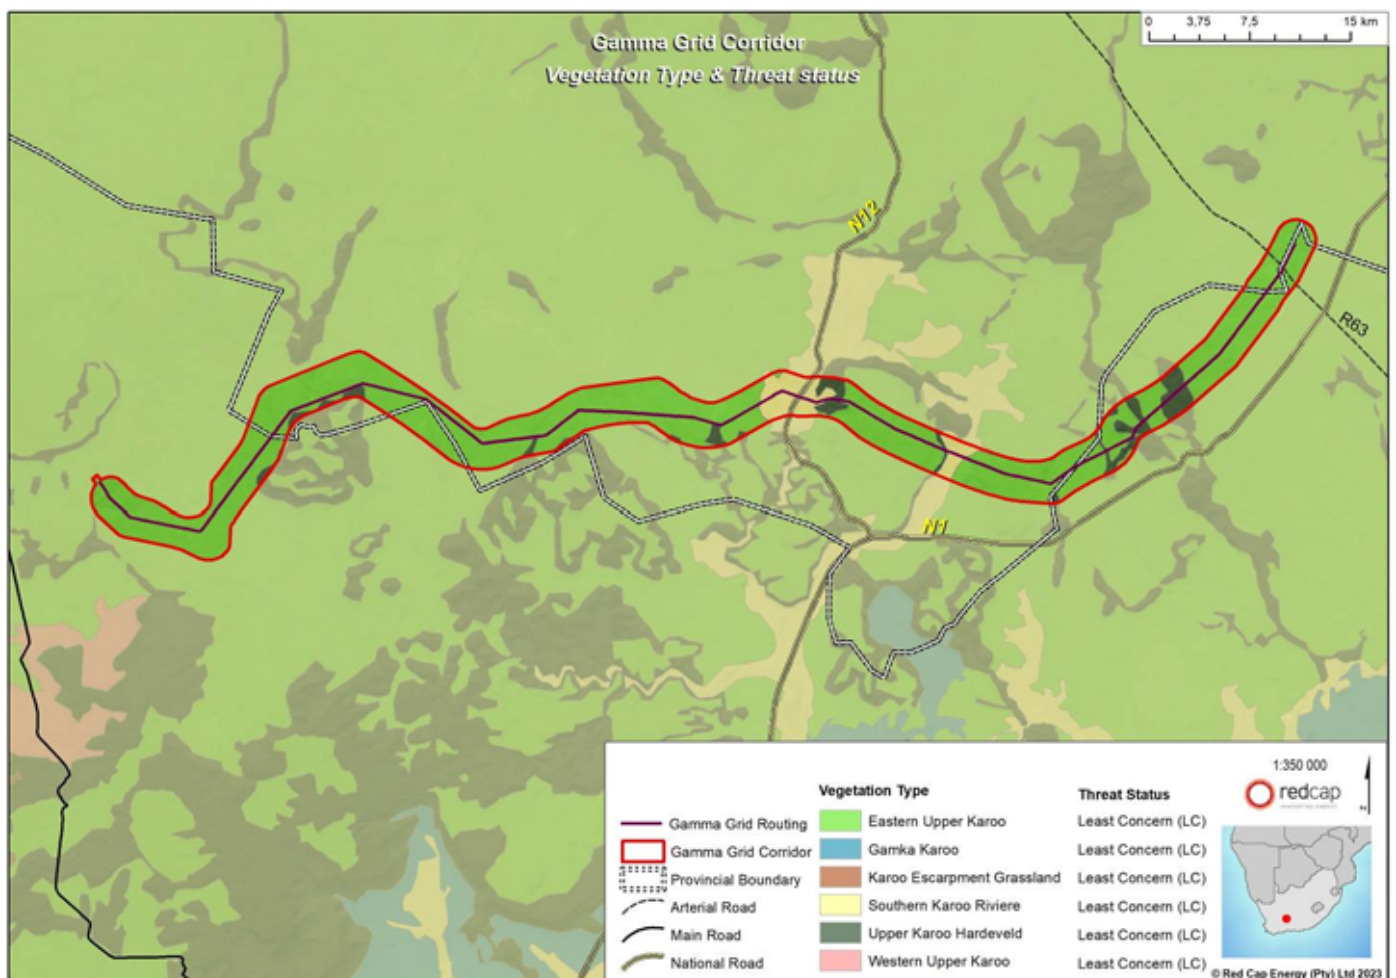 Gamma Grid Corridor
Vegetation Type & Threat status
0 3,75 7,5 15 km
N12
R63
N1
1:350 000
redcap
Vegetation Type Threat Status
Gamma Grid Routing Eastern Upper Karoo Least Concern (LC)
Gamma Grid Corridor Gamka Karoo Least Concern (LC)
Provincial Boundary Karoo Escarpment Grassland Least Concern (LC)
Arterial Road Southern Karoo Riviere Least Concern (LC)
Main Road Upper Karoo Hardeveld Least Concern (LC)
National Road Western Upper Karoo Least Concern (LC)
© Red Cap Energy (Pty) Ltd 2023